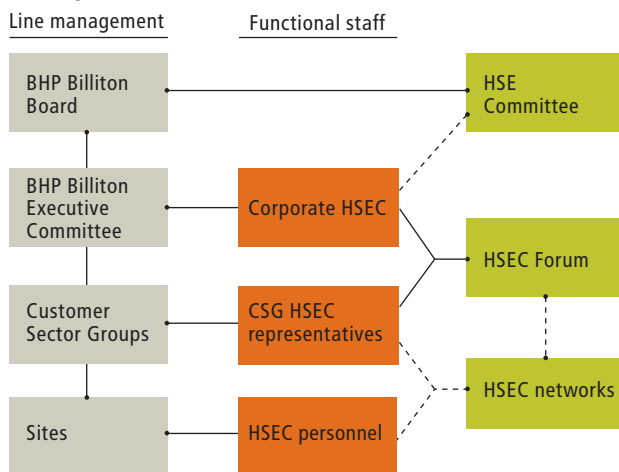 Line management
Functional staff
BHP Billiton
Board
HSE
Committee
BHP Billiton
Executive
Committee
Corporate HSEC
HSEC Forum
Customer
Sector Groups
CSG HSEC
representatives
HSEC networks
Sites
HSEC personnel